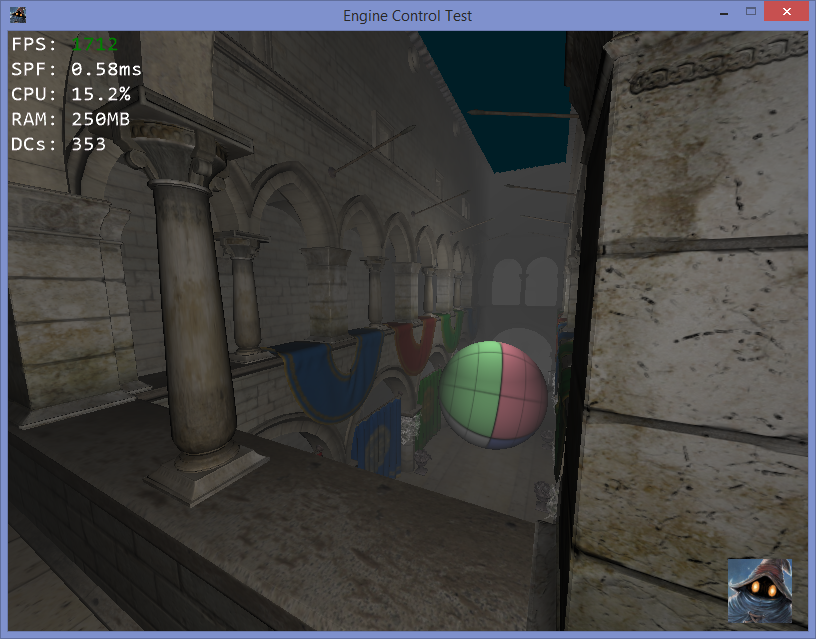 Engine Control Test
FPS: 1712
SPF: 0.58ms
CPU: 15.2%
RAM: 250MB
DCs: 353